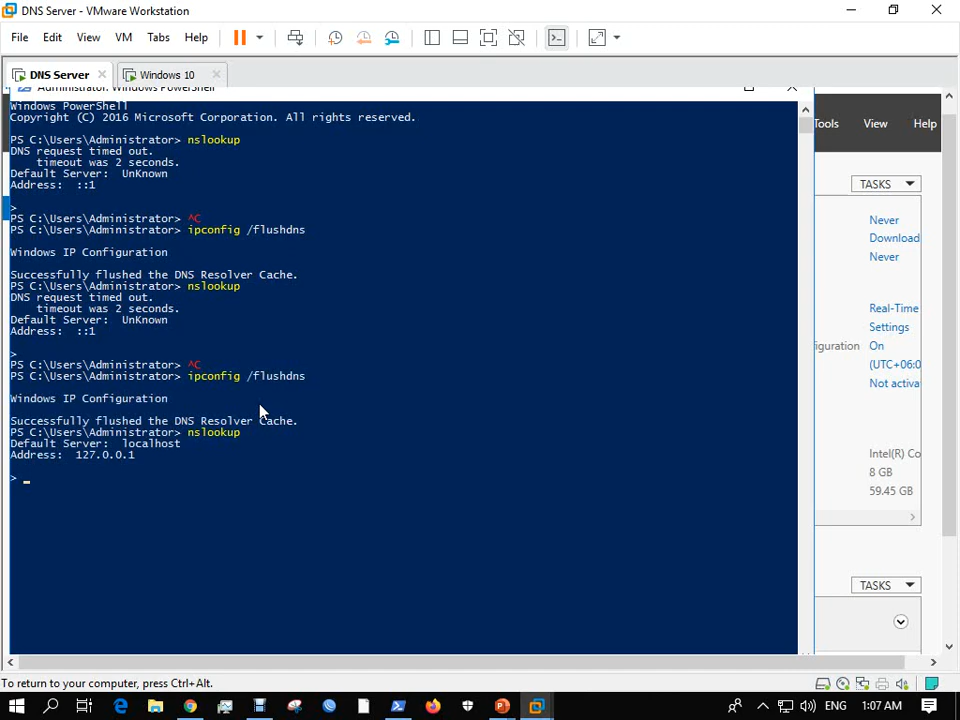 DNS Server - VMware Workstation
File Edit View VM Tabs Help
DNS Server Windows 10
Administrator: Windows PowerShell
Windows PowerShell
Copyright (C) 2016 Microsoft Corporation. All rights reserved.
PS C:\Users\Administrator> nslookup
DNS request timed out.
timeout was 2 seconds.
Default Server: UnKnown
Address: ::1
>
PS C:\Users\Administrator> ^C
PS C:\Users\Administrator> ipconfig /flushdns
Windows IP Configuration
Successfully flushed the DNS Resolver Cache.
PS C:\Users\Administrator> nslookup
DNS request timed out.
timeout was 2 seconds.
Default Server: UnKnown
Address: ::1
>
PS C:\Users\Administrator> ^C
PS C:\Users\Administrator> ipconfig /flushdns
Windows IP Configuration
Successfully flushed the DNS Resolver Cache.
PS C:\Users\Administrator> nslookup
Default Server: localhost
Address: 127.0.0.1
> _
Tools View Help
TASKS
Never
Download
Never
Real-Time
Settings
iguration On
(UTC+06:0
Not activa
Intel(R) Co
8 GB
59.45 GB
TASKS
To return to your computer, press Ctrl+Alt.
ENG 1:07 AM